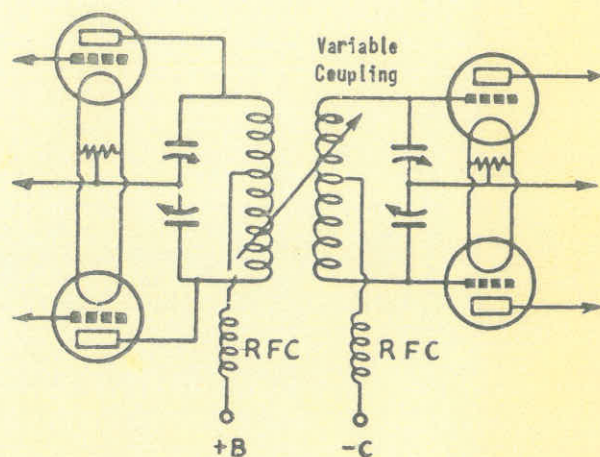 Variable
Coupling
RFC
RFC
+B
-C